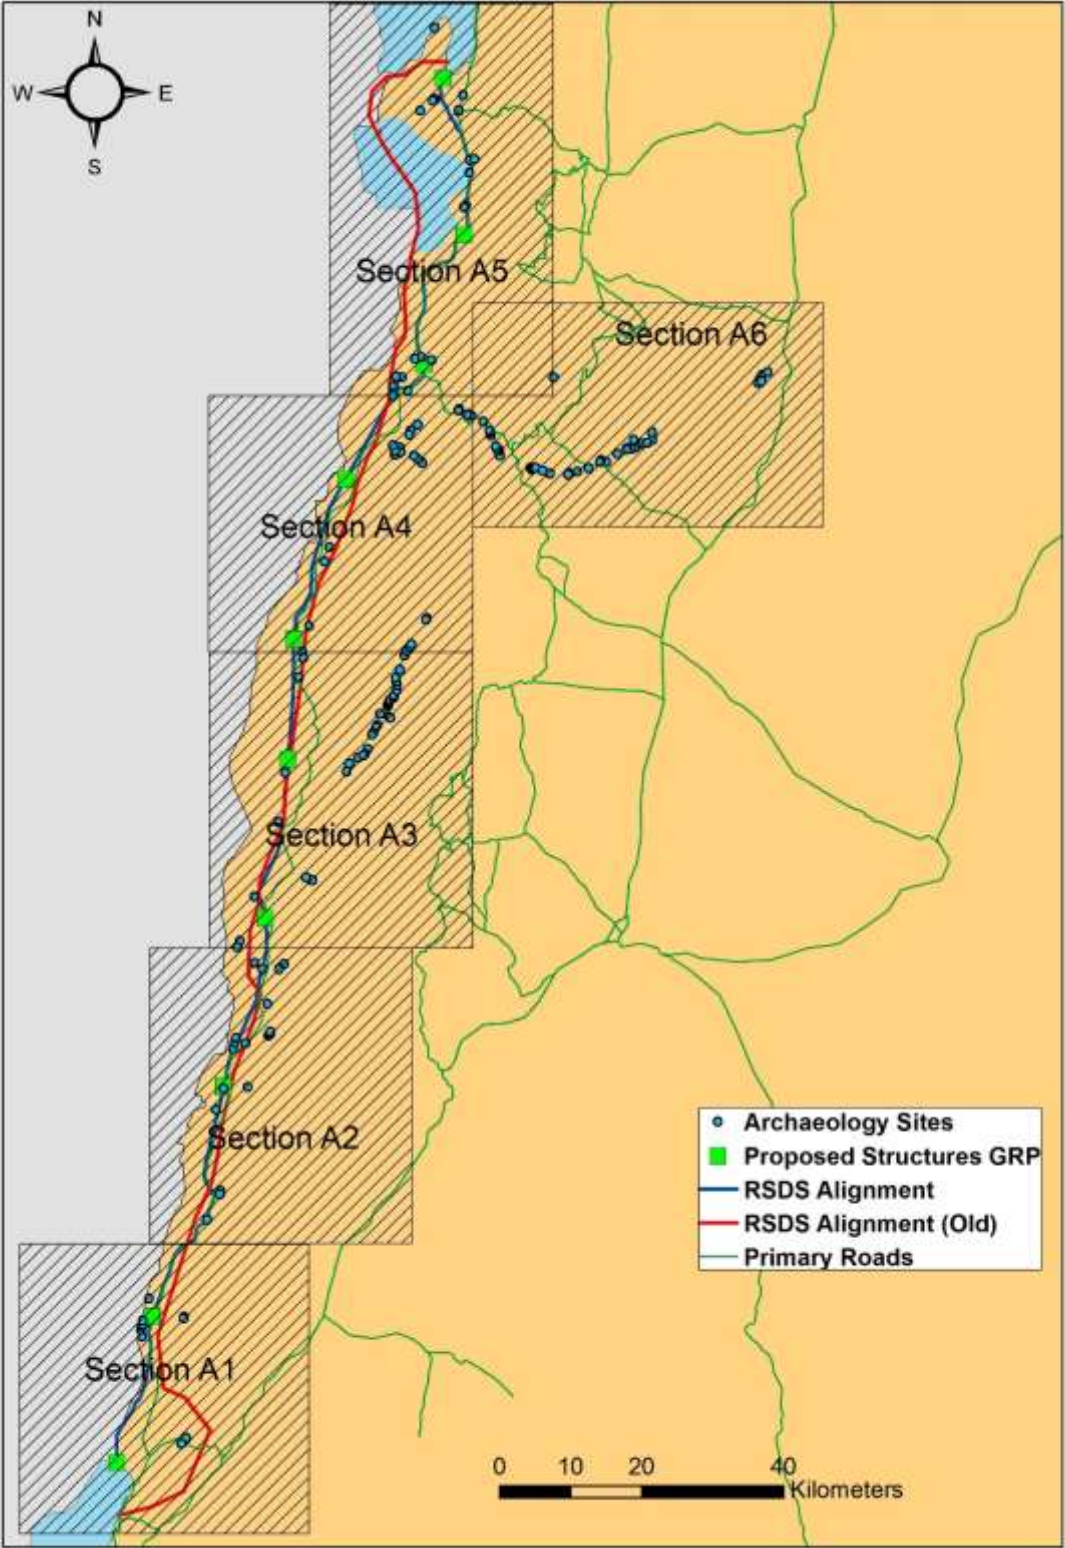 N
W E
S
Section A5
Section A6
Section A4
Section A3
Section A2
Archaeology Sites
Proposed Structures GRP
RSDS Alignment
RSDS Alignment (Old)
Primary Roads
Section A1
0 10 20 40
Kilometers